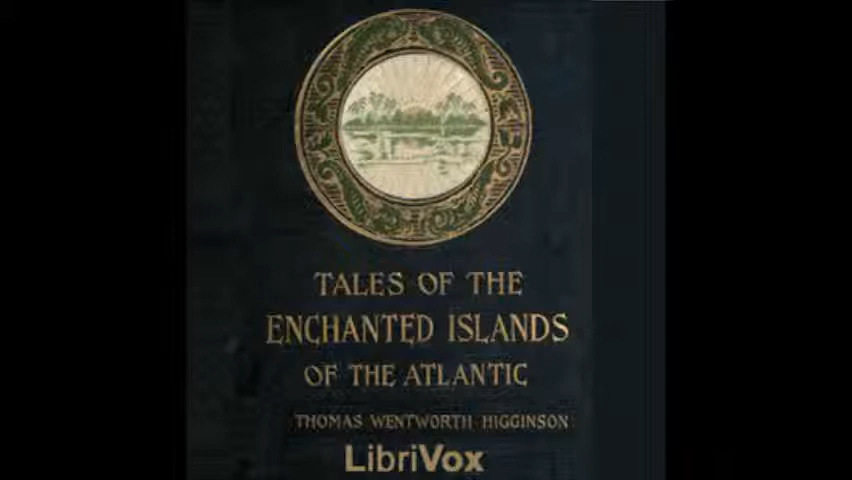 TALES OF THE
ENCHANTED ISLANDS
OF THE ATLANTIC
THOMAS WENTWORTH HIGGINSON
LibriVox